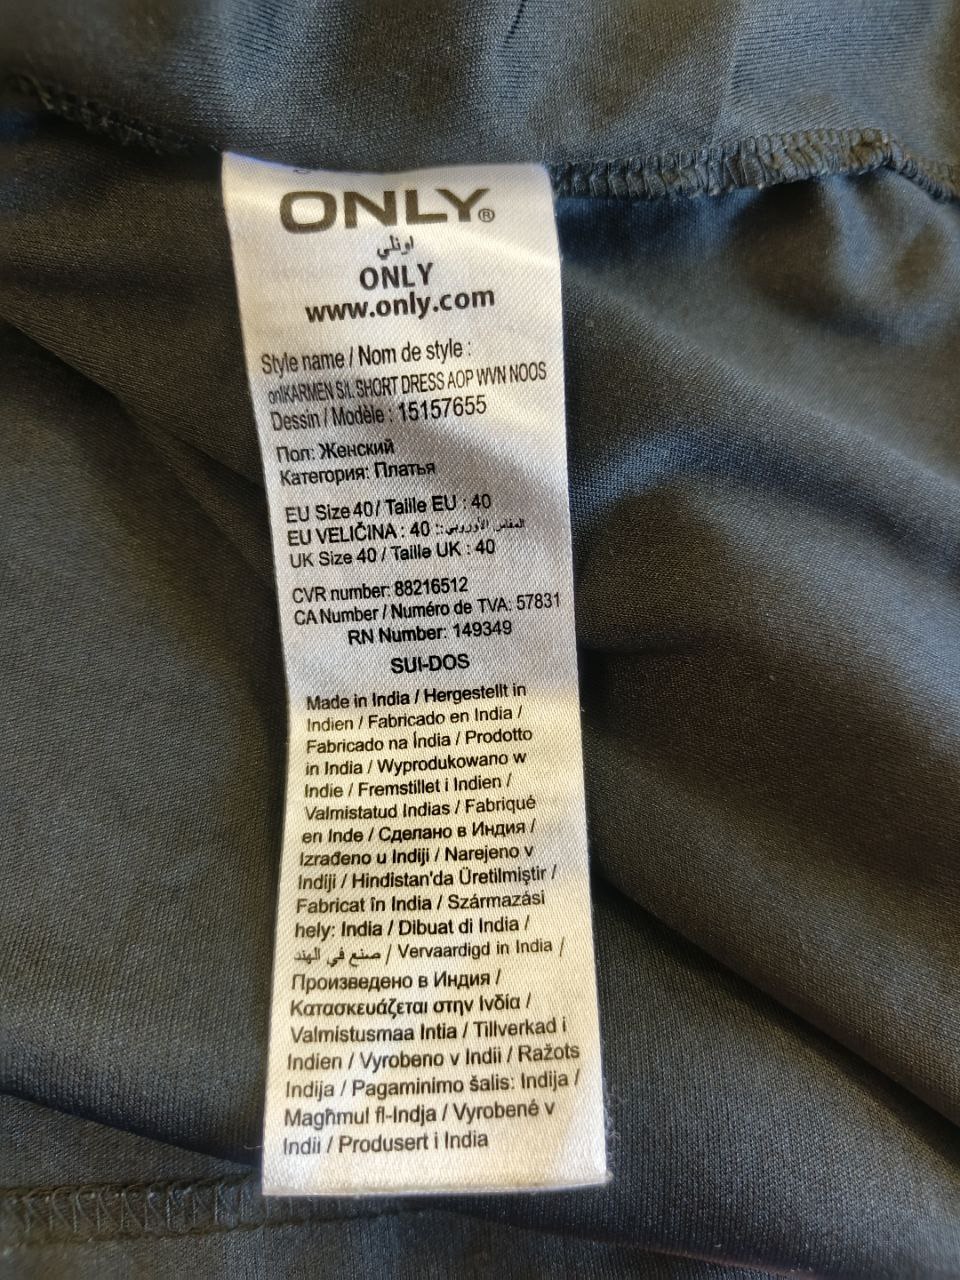 ONLY®
اونلي
ONLY
www.only.com
Style name / Nom de style :
onlKARMEN S/L SHORT DRESS AOP WVN NOOS
Dessin / Modèle : 15157655
Пол: Женский
Категория: Платья
EU Size 40 / Taille EU : 40
EU VELIČINA : 40 :: المقاس الأوروبي
UK Size 40 / Taille UK : 40
CVR number: 88216512
CA Number / Numéro de TVA: 57831
RN Number: 149349
SUI-DOS
Made in India / Hergestellt in
Indien / Fabricado en India /
Fabricado na Índia / Prodotto
in India / Wyprodukowano w
Indie / Fremstillet i Indien /
Valmistatud Indias / Fabriqué
en Inde / Сделано в Индия /
Izrađeno u Indiji / Narejeno v
Indiji / Hindistan'da Üretilmiştir /
Fabricat în India / Származási
hely: India / Dibuat di India /
صنع في الهند / Vervaardigd in India /
Произведено в Индия /
Κατασκευάζεται στην Ινδία /
Valmistusmaa Intia / Tillverkad i
Indien / Vyrobeno v Indii / Ražots
Indija / Pagaminimo šalis: Indija /
Magħmul fl-Indja / Vyrobené v
Indii / Produsert i India